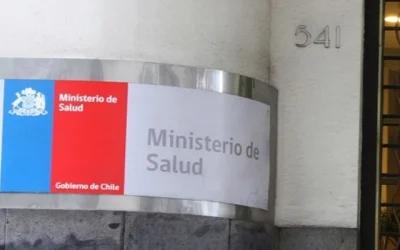 541
Ministerio de
Salud
Gobierno de Chile
Ministerio de
Salud